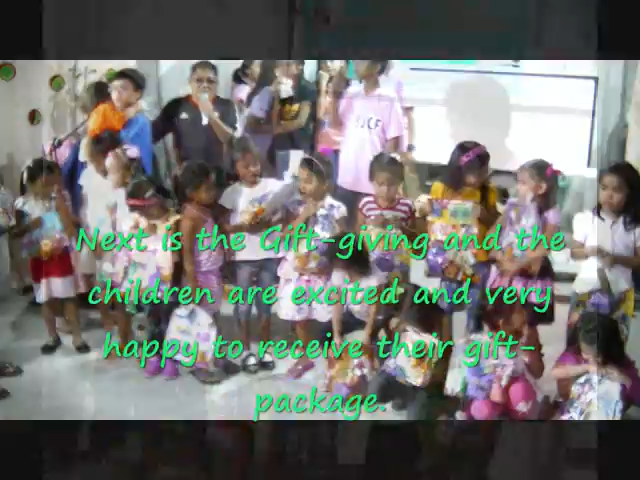 Next is the Gift-giving and the
children are excited and very
happy to receive their gift-
package.